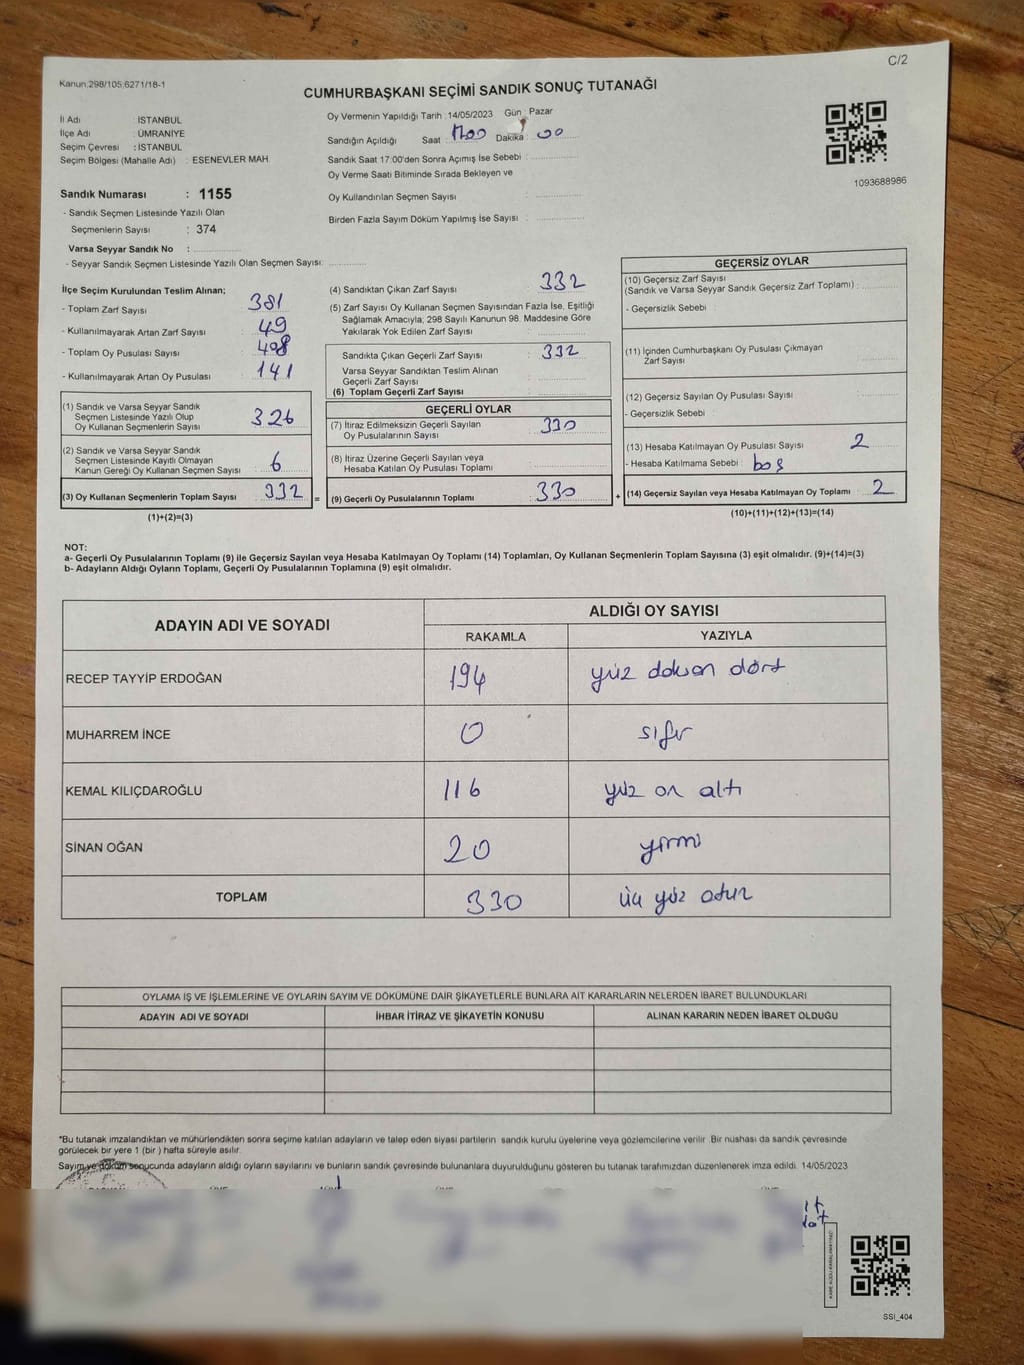 C/2
Kanun:298/105;6271/18-1
CUMHURBAŞKANI SEÇİMİ SANDIK SONUÇ TUTANAĞI
İl Adı : İSTANBUL
İlçe Adı : ÜMRANİYE
Seçim Çevresi : İSTANBUL
Seçim Bölgesi (Mahalle Adı) : ESENEVLER MAH.
Sandık Numarası : 1155
- Sandık Seçmen Listesinde Yazılı Olan
Seçmenlerin Sayısı : 374
Varsa Seyyar Sandık No :
- Seyyar Sandık Seçmen Listesinde Yazılı Olan Seçmen Sayısı:
Oy Vermenin Yapıldığı Tarih : 14/05/2023 Gün : Pazar
Sandığın Açıldığı Saat : 1700 Dakika : 00
Sandık Saat 17:00'den Sonra Açımış İse Sebebi :
Oy Verme Saati Bitiminde Sırada Bekleyen ve
Oy Kullandırılan Seçmen Sayısı :
Birden Fazla Sayım Döküm Yapılmış İse Sayısı :
1093688986
İlçe Seçim Kurulundan Teslim Alınan;
- Toplam Zarf Sayısı : 381
- Kullanılmayarak Artan Zarf Sayısı : 49
- Toplam Oy Pusulası Sayısı : 498
- Kullanılmayarak Artan Oy Pusulası : 141
(1) Sandık ve Varsa Seyyar Sandık
Seçmen Listesinde Yazılı Olup
Oy Kullanan Seçmenlerin Sayısı : 326
(2) Sandık ve Varsa Seyyar Sandık
Seçmen Listesinde Kayıtlı Olmayan
Kanun Gereği Oy Kullanan Seçmen Sayısı : 6
(3) Oy Kullanan Seçmenlerin Toplam Sayısı : 332 =
(1)+(2)=(3)
(4) Sandıktan Çıkan Zarf Sayısı : 332
(5) Zarf Sayısı Oy Kullanan Seçmen Sayısından Fazla İse, Eşitliği
Sağlamak Amacıyla, 298 Sayılı Kanunun 98. Maddesine Göre
Yakılarak Yok Edilen Zarf Sayısı :
Sandıkta Çıkan Geçerli Zarf Sayısı : 332
Varsa Seyyar Sandıktan Teslim Alınan
Geçerli Zarf Sayısı :
(6) Toplam Geçerli Zarf Sayısı :
GEÇERLİ OYLAR
(7) İtiraz Edilmeksizin Geçerli Sayılan
Oy Pusulalarının Sayısı : 330
(8) İtiraz Üzerine Geçerli Sayılan veya
Hesaba Katılan Oy Pusulası Toplamı :
(9) Geçerli Oy Pusulalarının Toplamı : 330 +
GEÇERSİZ OYLAR
(10) Geçersiz Zarf Sayısı
(Sandık ve Varsa Seyyar Sandık Geçersiz Zarf Toplamı) :
- Geçersizlik Sebebi :
(11) İçinden Cumhurbaşkanı Oy Pusulası Çıkmayan
Zarf Sayısı :
(12) Geçersiz Sayılan Oy Pusulası Sayısı :
- Geçersizlik Sebebi :
(13) Hesaba Katılmayan Oy Pusulası Sayısı : 2
- Hesaba Katılmama Sebebi : boş
(14) Geçersiz Sayılan veya Hesaba Katılmayan Oy Toplamı : 2
(10)+(11)+(12)+(13)=(14)
NOT:
a- Geçerli Oy Pusulalarının Toplamı (9) ile Geçersiz Sayılan veya Hesaba Katılmayan Oy Toplamı (14) Toplamları, Oy Kullanan Seçmenlerin Toplam Sayısına (3) eşit olmalıdır. (9)+(14)=(3)
b- Adayların Aldığı Oyların Toplamı, Geçerli Oy Pusulalarının Toplamına (9) eşit olmalıdır.
ADAYIN ADI VE SOYADI
ALDIĞI OY SAYISI
RAKAMLA YAZIYLA
RECEP TAYYİP ERDOĞAN 194 yüz doksan dört
MUHARREM İNCE 0 sıfır
KEMAL KILIÇDAROĞLU 116 yüz on altı
SİNAN OĞAN 20 yirmi
TOPLAM 330 üç yüz otuz
OYLAMA İŞ VE İŞLEMLERİNE VE OYLARIN SAYIM VE DÖKÜMÜNE DAİR ŞİKAYETLERLE BUNLARA AİT KARARLARIN NELERDEN İBARET BULUNDUKLARI
ADAYIN ADI VE SOYADI İHBAR İTİRAZ VE ŞİKAYETİN KONUSU ALINAN KARARIN NEDEN İBARET OLDUĞU
*Bu tutanak imzalandıktan ve mühürlendikten sonra seçime katılan adayların ve talep eden siyasi partilerin sandık kurulu üyelerine veya gözlemcilerine verilir. Bir nüshası da sandık çevresinde
görülecek bir yere 1 (bir ) hafta süreyle asılır.
Sayım ve döküm sonucunda adayların aldığı oyların sayılarını ve bunların sandık çevresinde bulunanlara duyurulduğunu gösteren bu tutanak tarafımızdan düzenlenerek imza edildi. 14/05/2023
SSI_404